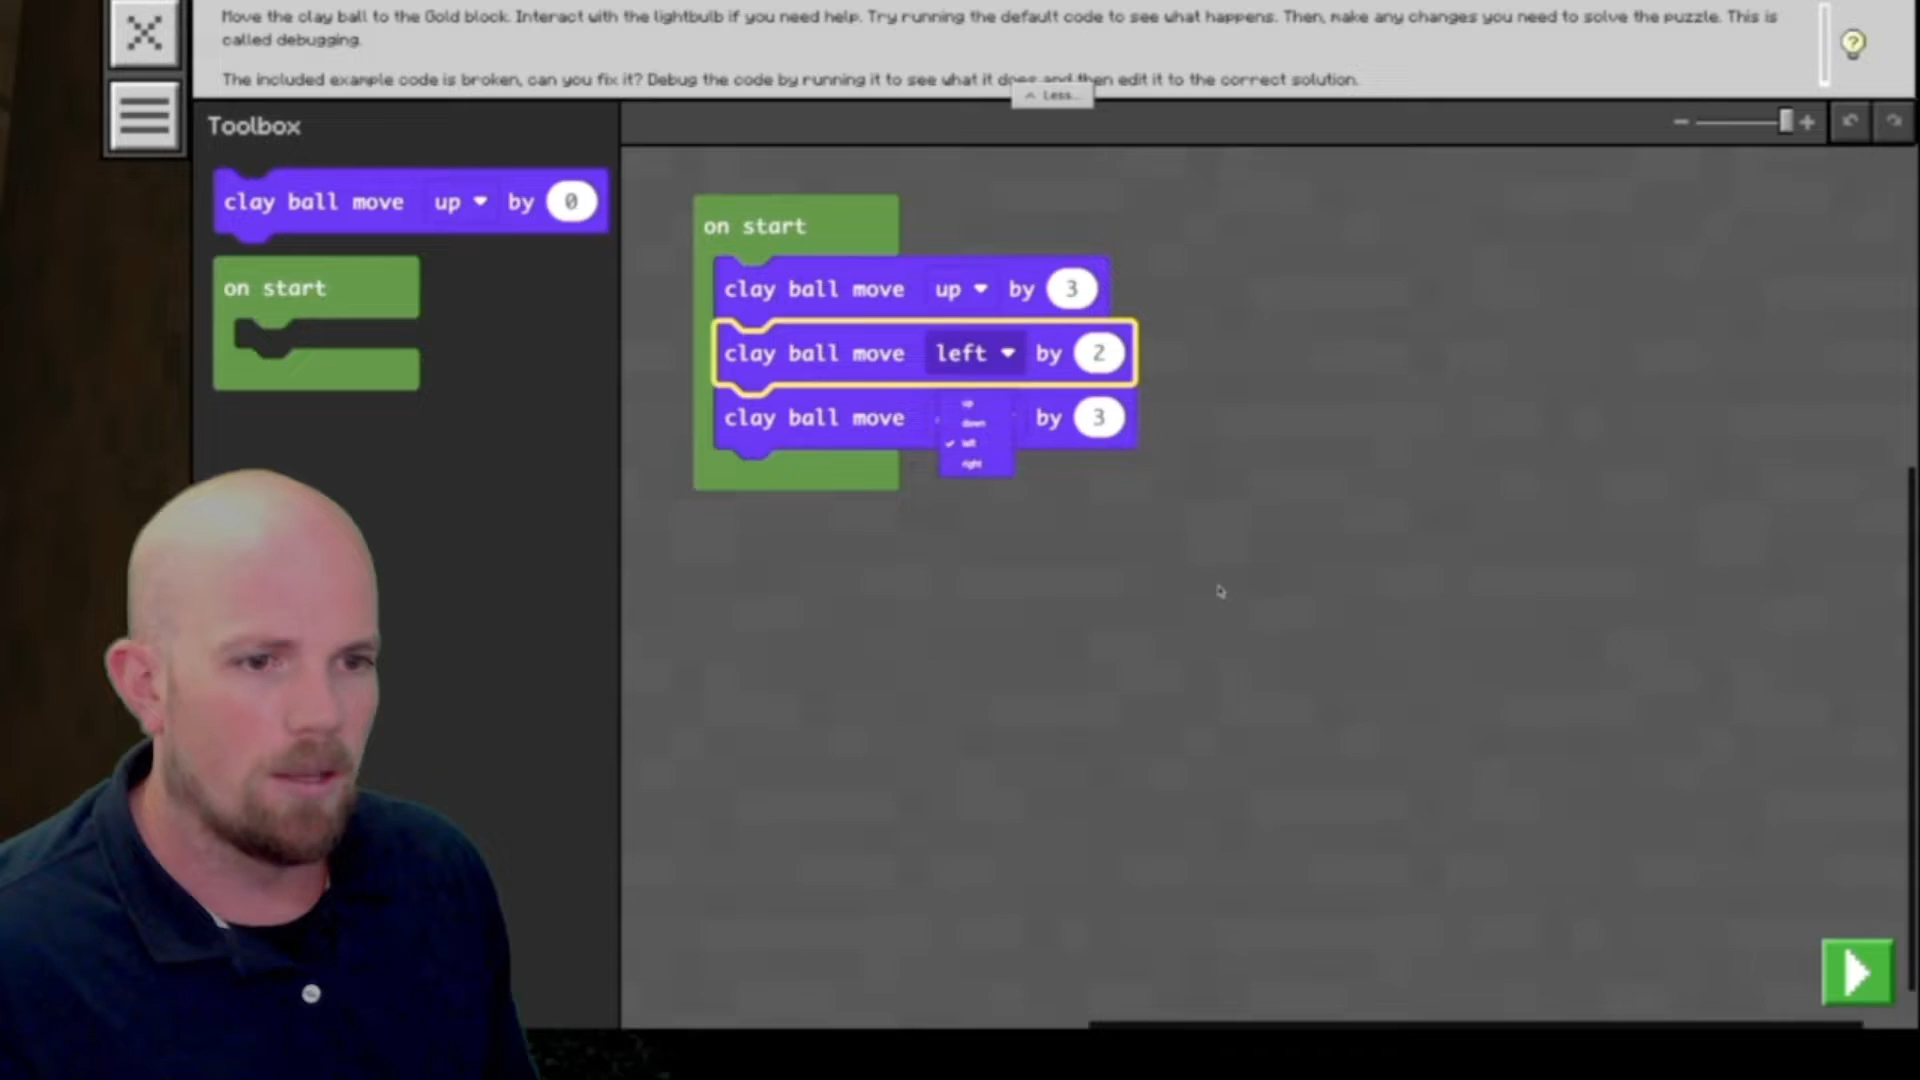 Move the clay ball to the Gold block. Interact with the lightbulb if you need help. Try running the default code to see what happens. Then, make any changes you need to solve the puzzle. This is
called debugging.
The included example code is broken, can you fix it? Debug the code by running it to see what it does and then edit it to the correct solution.
Less...
Toolbox
clay ball move up by 0
on start
on start
clay ball move up by 3
clay ball move left by 2
clay ball move by 3
up
down
left
right